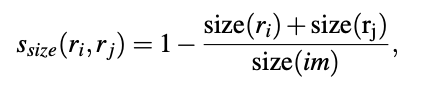 s_size(r_i, r_j) = 1 − (size(r_i) + size(r_j)) / size(im),